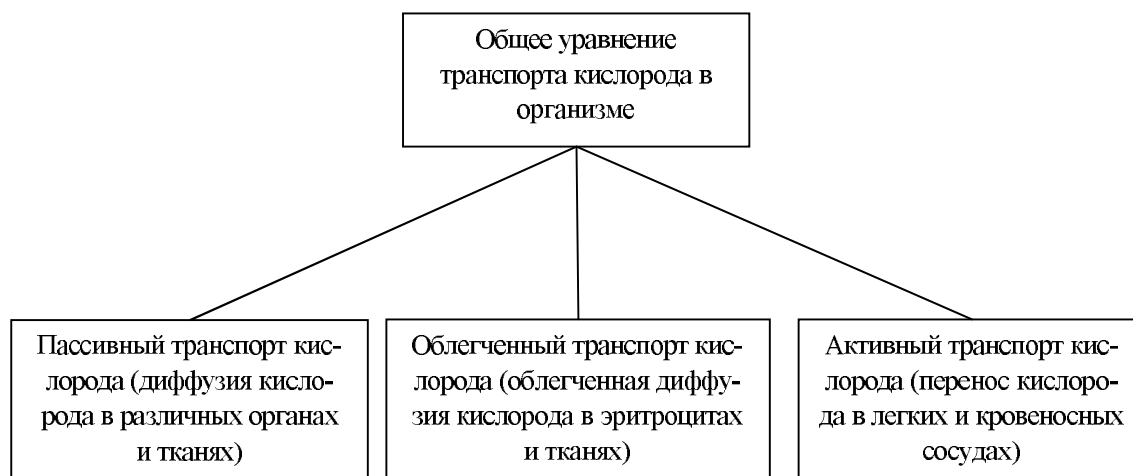 Общее уравнение
транспорта кислорода в
организме
Пассивный транспорт кис-
лорода (диффузия кисло-
рода в различных органах
и тканях)
Облегченный транспорт кис-
лорода (облегченная диффу-
зия кислорода в эритроцитах
и тканях)
Активный транспорт кис-
лорода (перенос кислоро-
да в легких и кровеносных
сосудах)